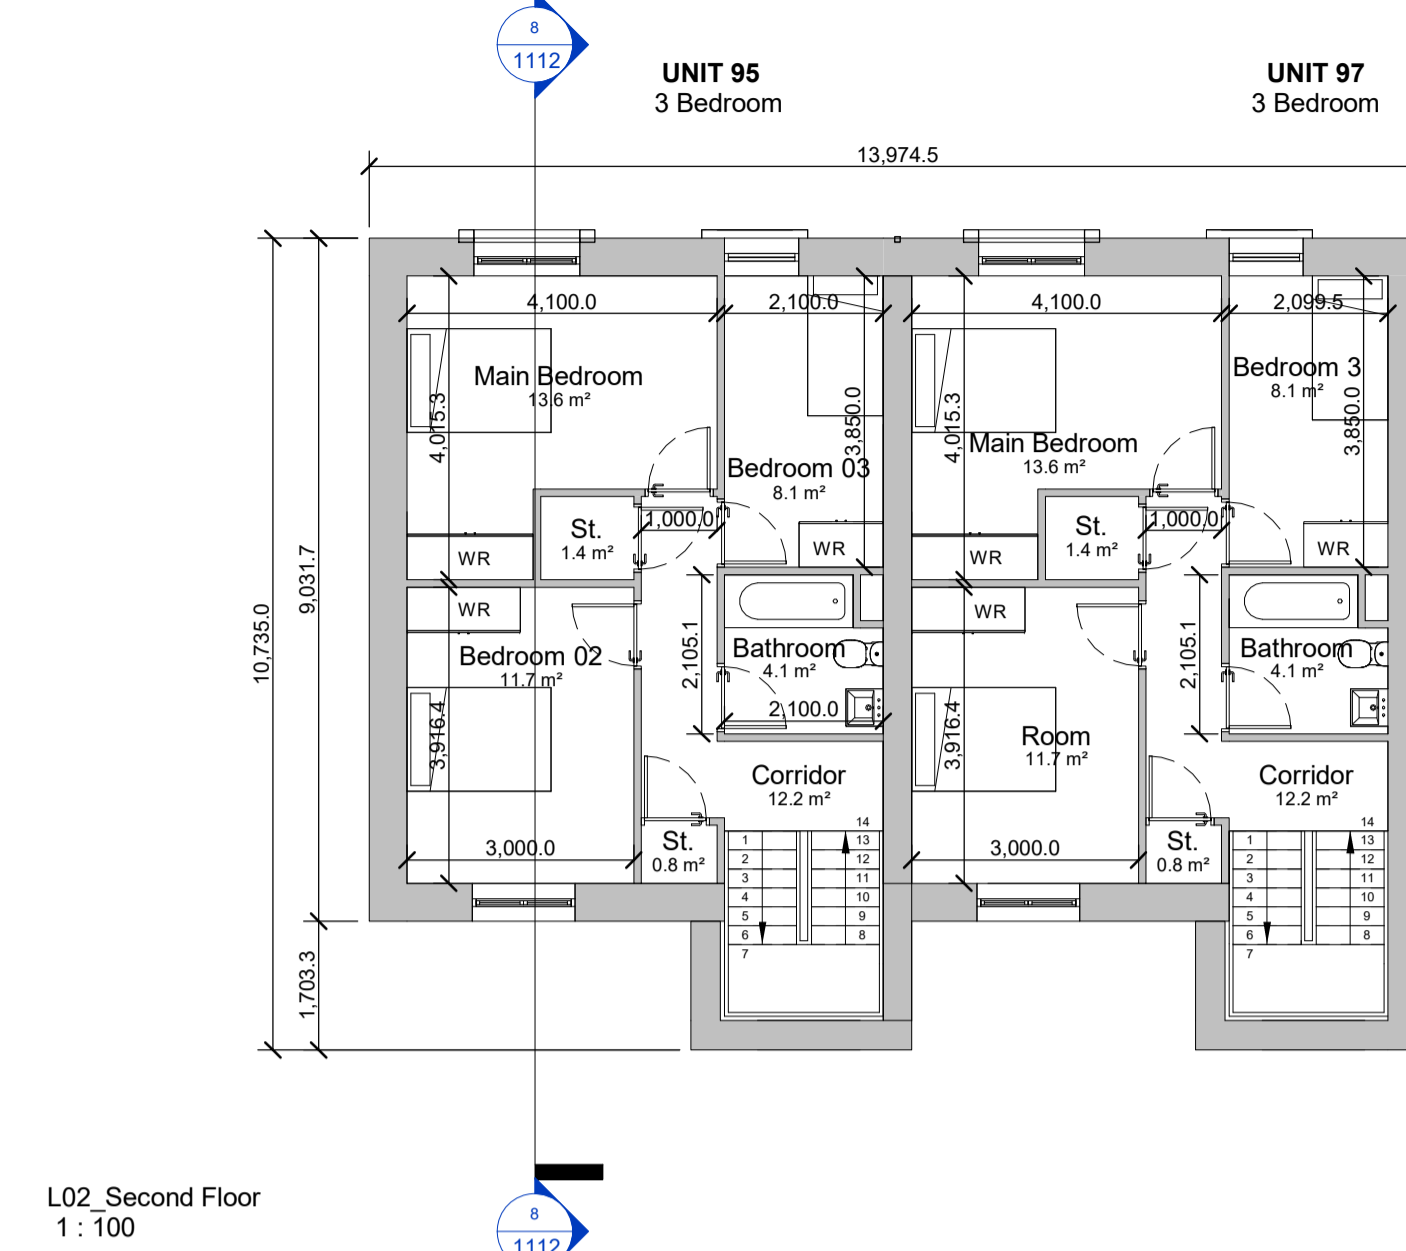 8
1112
UNIT 95
3 Bedroom
UNIT 97
3 Bedroom
13,974.5
4,100.0
2,100.0
4,100.0
2,099.5
Main Bedroom
13.6 m²
4,015.3
3,850.0
Bedroom 03
8.1 m²
4,015.3
Main Bedroom
13.6 m²
Bedroom 3
8.1 m²
3,850.0
St.
1.4 m²
1,000.0
WR
WR
St.
1.4 m²
1,000.0
WR
WR
10,735.0
9,031.7
WR
Bedroom 02
11.7 m²
2,105.1
Bathroom
4.1 m²
2,100.0
WR
2,105.1
Bathroom
4.1 m²
3,916.4
3,916.4
Room
11.7 m²
Corridor
12.2 m²
Corridor
12.2 m²
3,000.0
St.
0.8 m²
3,000.0
St.
0.8 m²
14
1 13
2 12
3 11
4 10
5 9
6 8
7
14
1 13
2 12
3 11
4 10
5 9
6 8
7
1,703.3
L02_Second Floor
1 : 100
8
1112